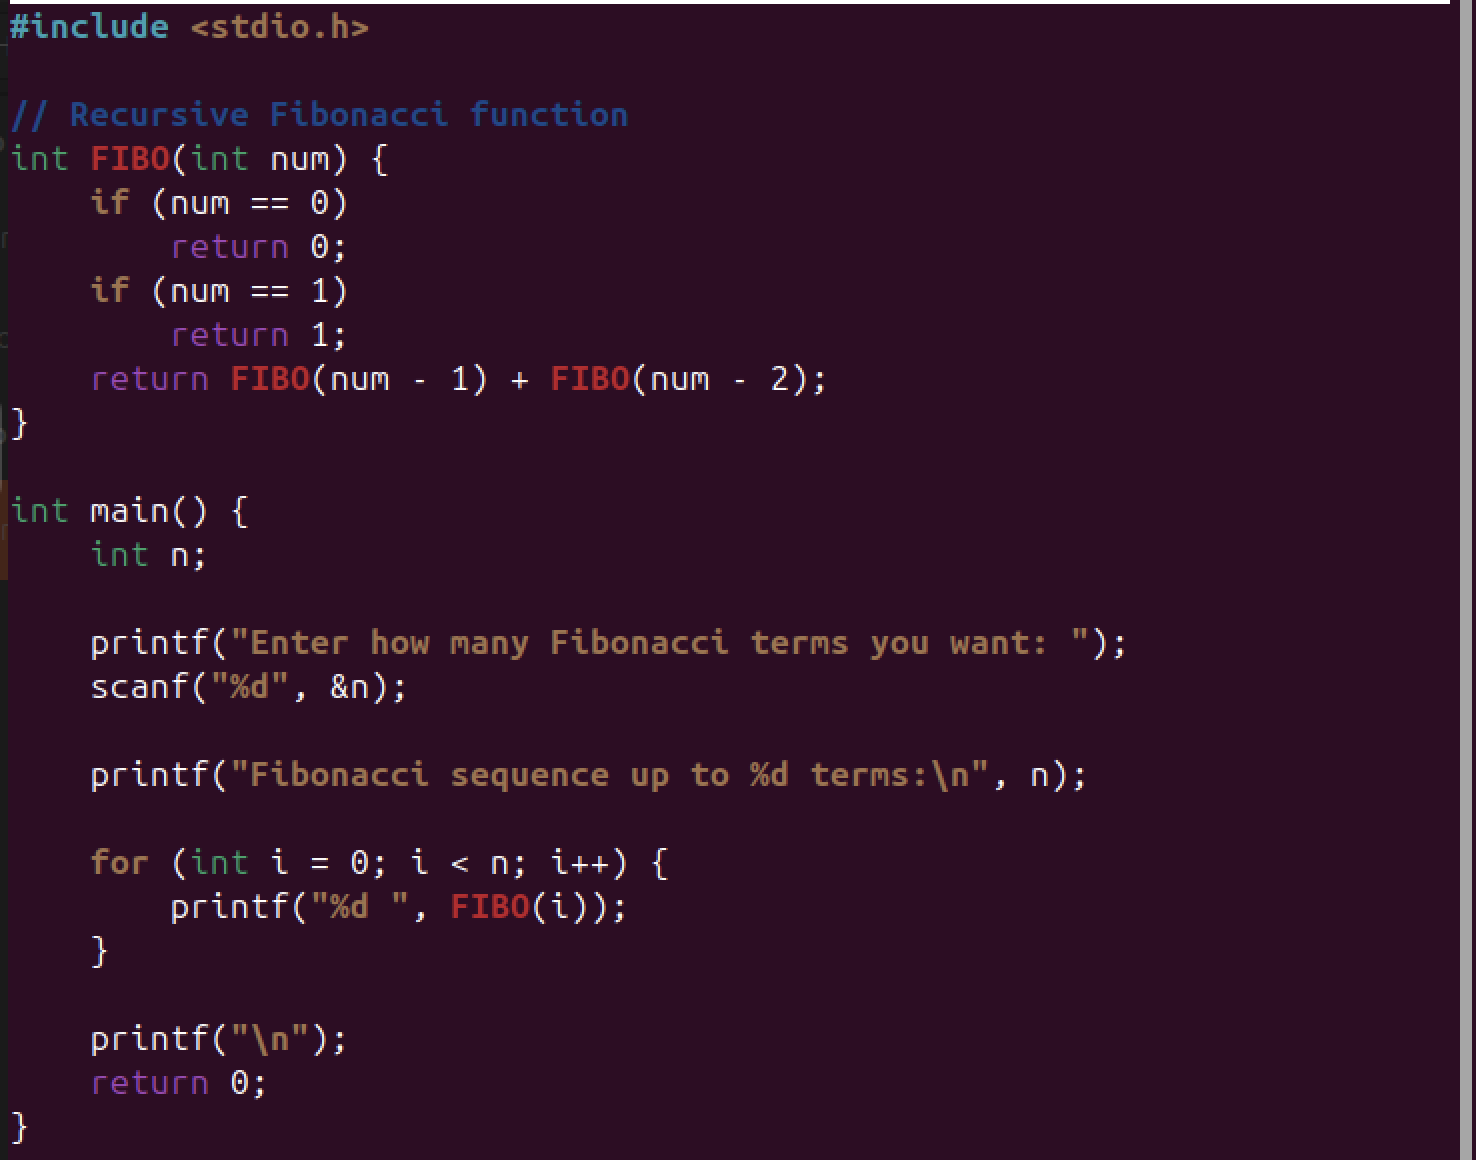 #include <stdio.h>
// Recursive Fibonacci function
int FIBO(int num) {
    if (num == 0)
        return 0;
    if (num == 1)
        return 1;
    return FIBO(num - 1) + FIBO(num - 2);
}
int main() {
    int n;
    printf("Enter how many Fibonacci terms you want: ");
    scanf("%d", &n);
    printf("Fibonacci sequence up to %d terms:\n", n);
    for (int i = 0; i < n; i++) {
        printf("%d ", FIBO(i));
    }
    printf("\n");
    return 0;
}